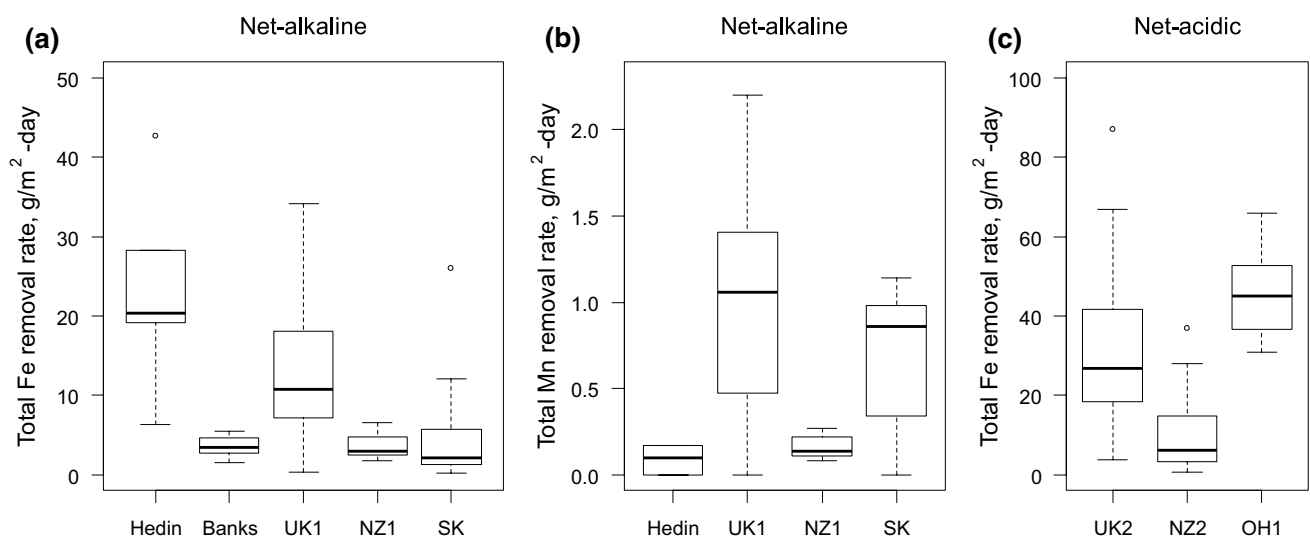 (a)
Net-alkaline
Total Fe removal rate, g/m² -day
50
40
30
20
10
0
Hedin Banks UK1 NZ1 SK
(b)
Net-alkaline
Total Mn removal rate, g/m² -day
2.0
1.5
1.0
0.5
0.0
Hedin UK1 NZ1 SK
(c)
Net-acidic
Total Fe removal rate, g/m² -day
100
80
60
40
20
0
UK2 NZ2 OH1